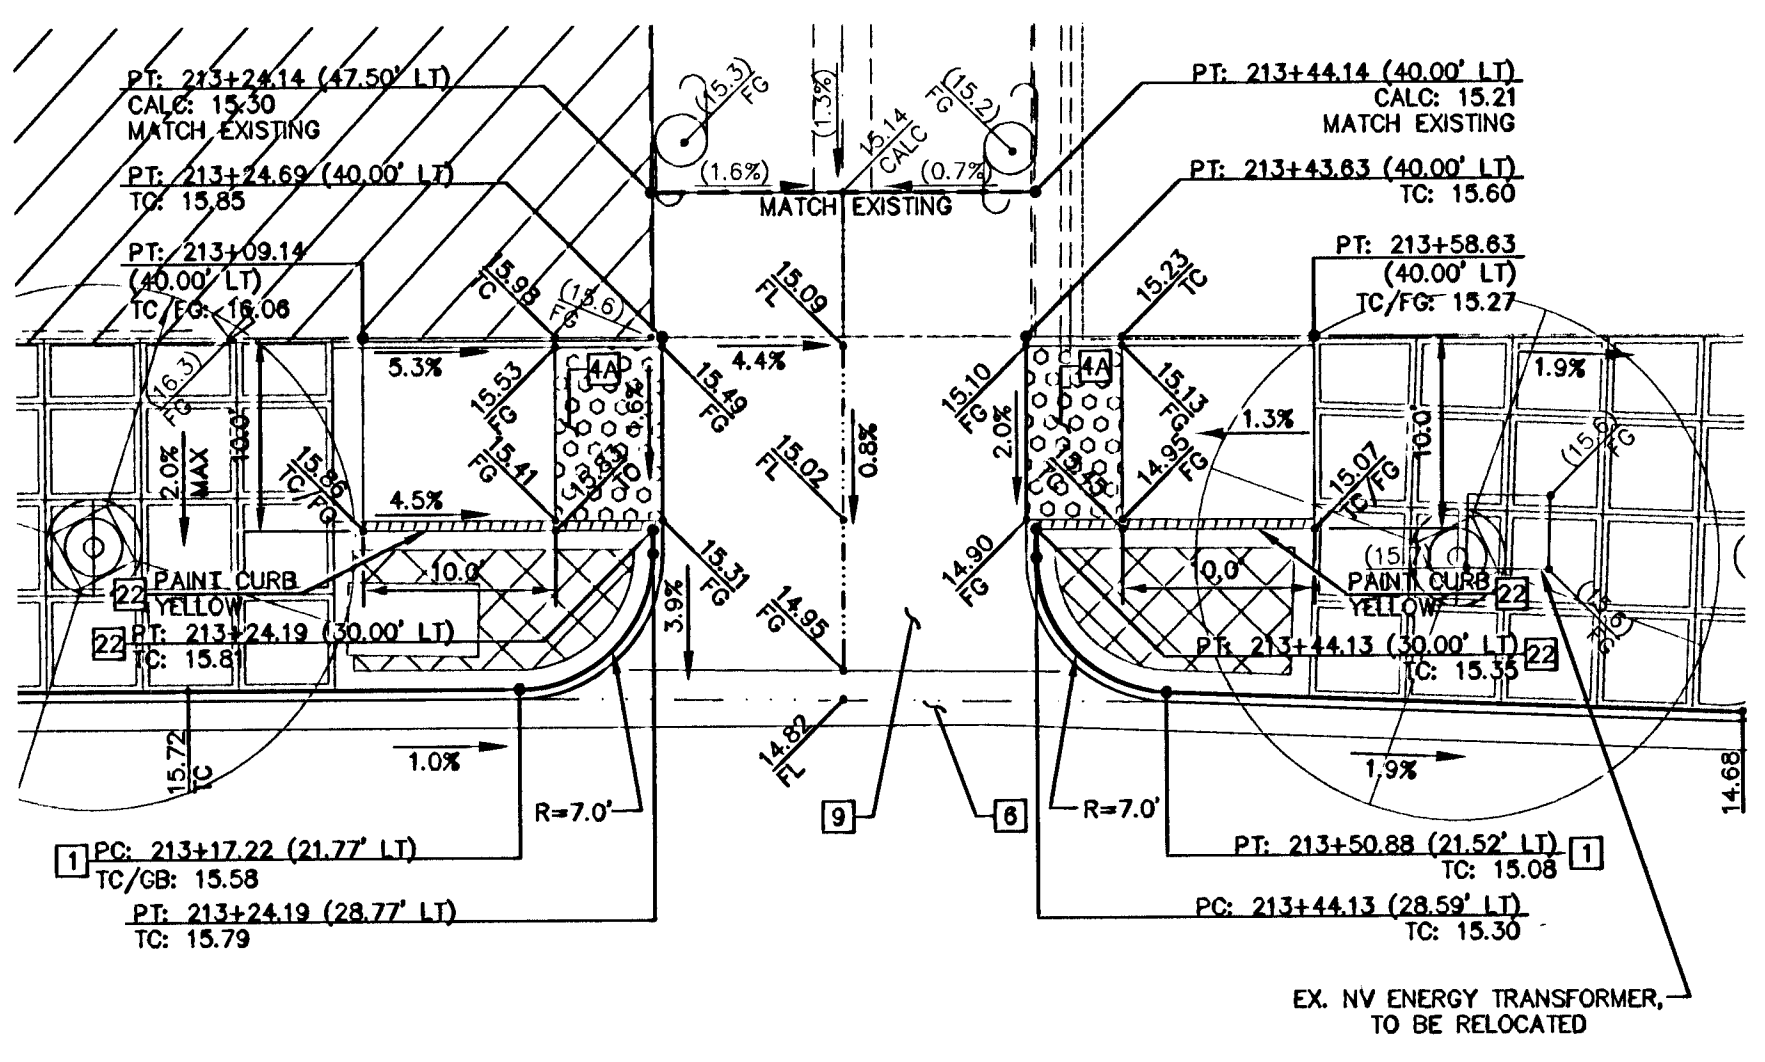 PT: 213+24.14 (47.50' LT)
CALC: 15.30
MATCH EXISTING
PT: 213+24.69 (40.00' LT)
TC: 15.85
PT: 213+09.14
(40.00' LT)
TC/FG: 16.06
(15.3)
FG
(1.3%)
15.14
CALC
(15.2)
FG
(1.6%)
(0.7%)
MATCH EXISTING
PT: 213+44.14 (40.00' LT)
CALC: 15.21
MATCH EXISTING
PT: 213+43.63 (40.00' LT)
TC: 15.60
PT: 213+58.63
(40.00' LT)
TC/FG: 15.27
15.98
TC
(15.6)
FG
15.09
FL
15.23
TC
(16.3)
FG
10.0'
2.0%
MAX
5.3%
15.53
FG
4A
15.49
FG
4.4%
15.10
FG
4A
15.13
FG
1.3%
1.9%
10.0'
15.86
TC/FG
4.5%
15.41
FG
15.83
TC
15.02
FL
0.8%
2.0%
15.45
TC
14.95
FG
15.07
TC/FG
(15.6)
FG
22
PAINT CURB
YELLOW
10.0'
15.31
FG
3.9%
14.95
FG
14.90
FG
10.0'
PAINT CURB
YELLOW
22
22
PT: 213+24.19 (30.00' LT)
TC: 15.81
PT: 213+44.13 (30.00' LT)
TC: 15.35
22
15.72
TC
1.0%
14.82
FL
1.9%
14.68
R=7.0'
9
6
R=7.0'
1
PC: 213+17.22 (21.77' LT)
TC/GB: 15.58
PT: 213+24.19 (28.77' LT)
TC: 15.79
PT: 213+50.88 (21.52' LT)
TC: 15.08
1
PC: 213+44.13 (28.59' LT)
TC: 15.30
EX. NV ENERGY TRANSFORMER,
TO BE RELOCATED